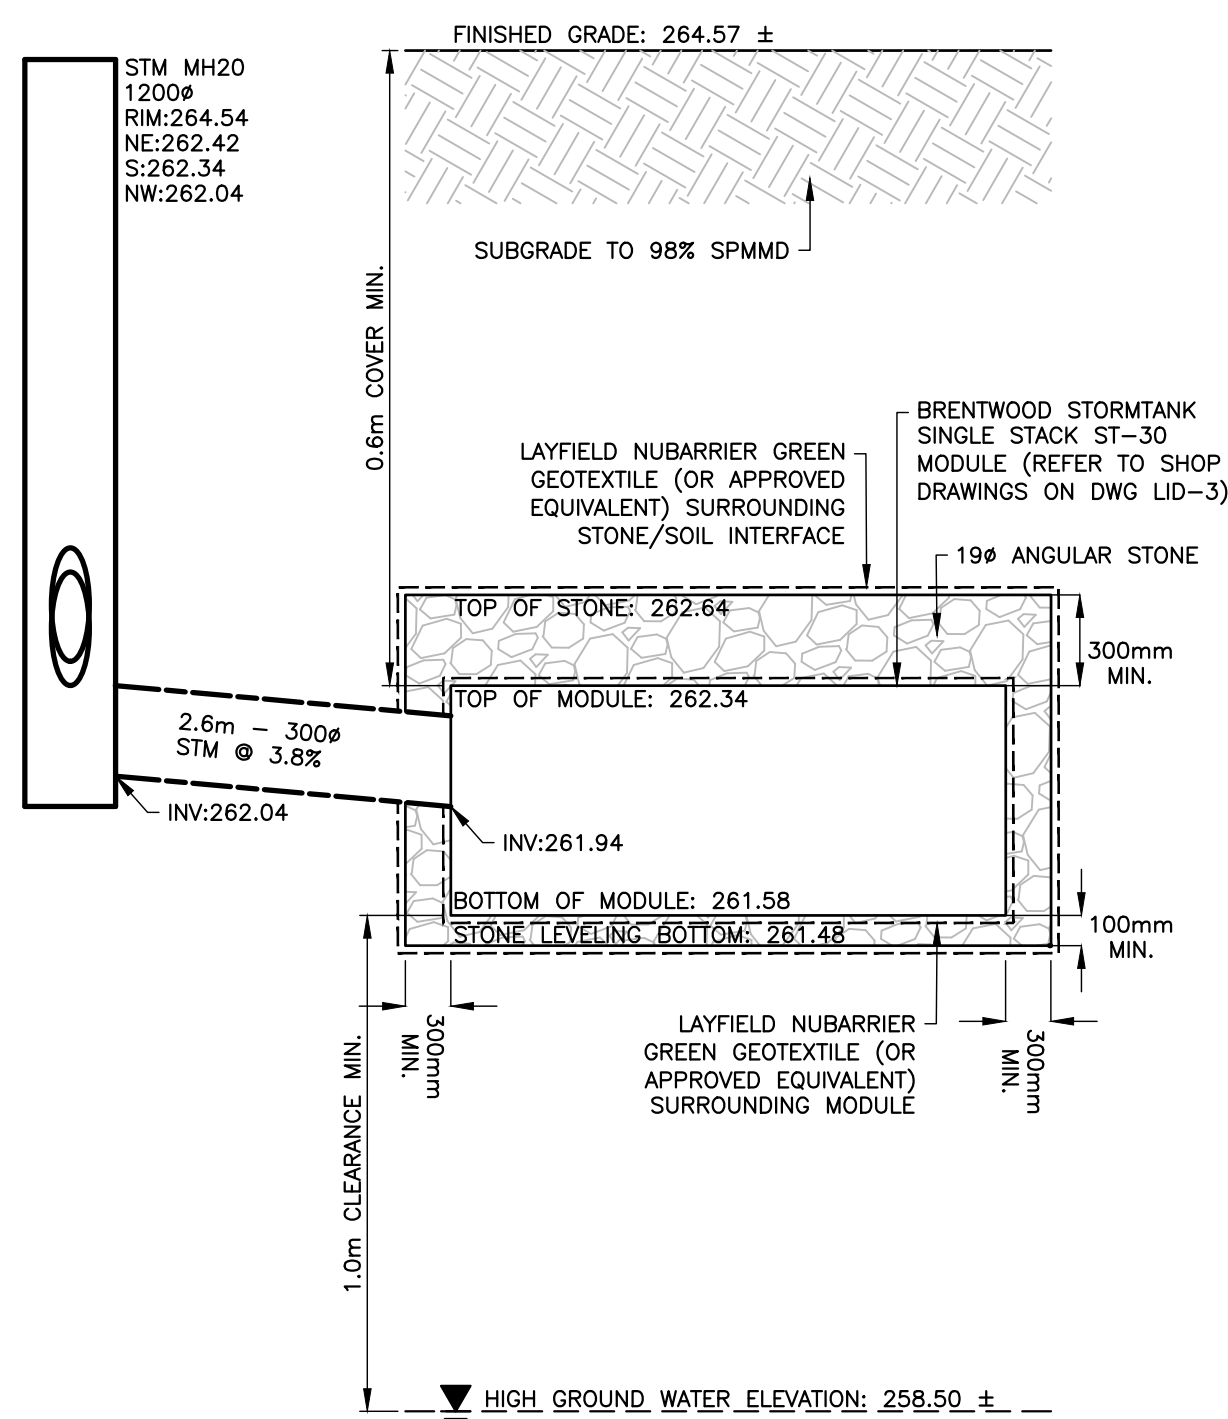 FINISHED GRADE: 264.57 ±
STM MH20
1200ø
RIM:264.54
NE:262.42
S:262.34
NW:262.04
SUBGRADE TO 98% SPMMD
0.6m COVER MIN.
BRENTWOOD STORMTANK
SINGLE STACK ST-30
MODULE (REFER TO SHOP
DRAWINGS ON DWG LID-3)
LAYFIELD NUBARRIER GREEN
GEOTEXTILE (OR APPROVED
EQUIVALENT) SURROUNDING
STONE/SOIL INTERFACE
19ø ANGULAR STONE
TOP OF STONE: 262.64
300mm
MIN.
TOP OF MODULE: 262.34
2.6m - 300ø
STM @ 3.8%
INV:262.04
INV:261.94
BOTTOM OF MODULE: 261.58
STONE LEVELING BOTTOM: 261.48
100mm
MIN.
300mm
MIN.
LAYFIELD NUBARRIER
GREEN GEOTEXTILE (OR
APPROVED EQUIVALENT)
SURROUNDING MODULE
300mm
MIN.
1.0m CLEARANCE MIN.
HIGH GROUND WATER ELEVATION: 258.50 ±